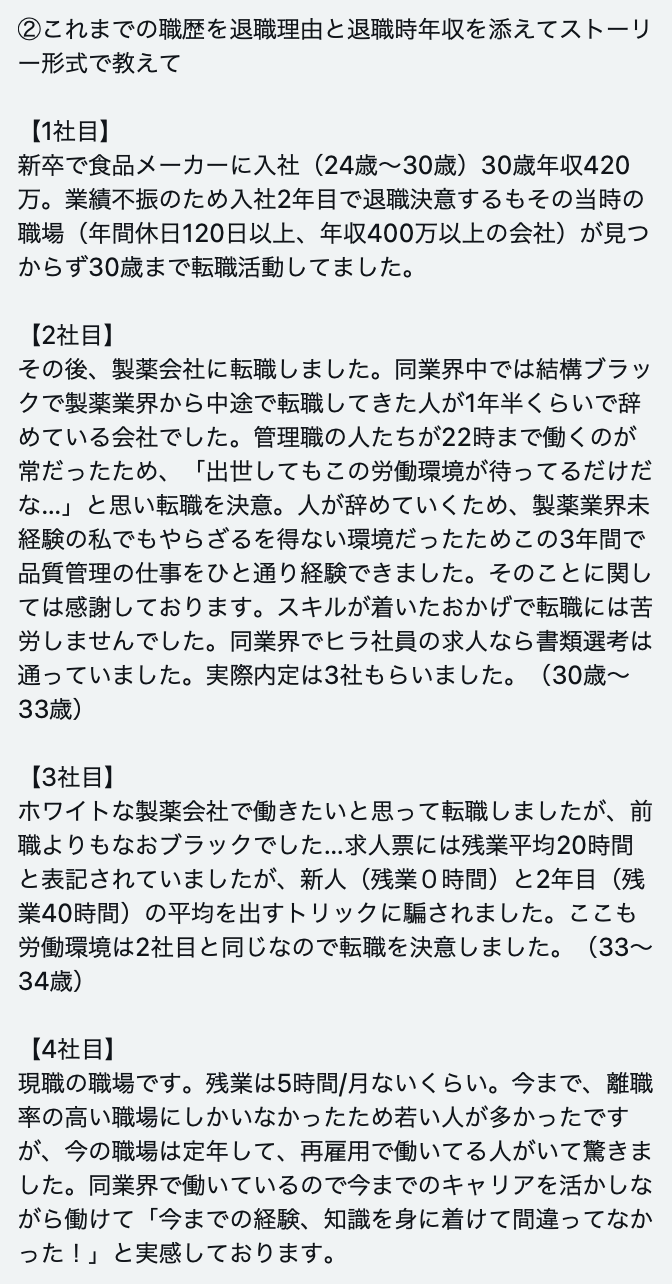 ②これまでの職歴を退職理由と退職時年収を添えてストーリ
ー形式で教えて
【1社目】
新卒で食品メーカーに入社（24歳〜30歳）30歳年収420
万。業績不振のため入社2年目で退職決意するもその当時の
職場（年間休日120日以上、年収400万以上の会社）が見つ
からず30歳まで転職活動してました。
【2社目】
その後、製薬会社に転職しました。同業界中では結構ブラッ
クで製薬業界から中途で転職してきた人が1年半くらいで辞
めている会社でした。管理職の人たちが22時まで働くのが
常だったため、「出世してもこの労働環境が待ってるだけだ
な…」と思い転職を決意。人が辞めていくため、製薬業界未
経験の私でもやらざるを得ない環境だったためこの3年間で
品質管理の仕事をひと通り経験できました。そのことに関し
ては感謝しております。スキルが着いたおかげで転職には苦
労しませんでした。同業界でヒラ社員の求人なら書類選考は
通っていました。実際内定は3社もらいました。（30歳〜
33歳）
【3社目】
ホワイトな製薬会社で働きたいと思って転職しましたが、前
職よりもなおブラックでした…求人票には残業平均20時間
と表記されていましたが、新人（残業０時間）と2年目（残
業40時間）の平均を出すトリックに騙されました。ここも
労働環境は2社目と同じなので転職を決意しました。（33〜
34歳）
【4社目】
現職の職場です。残業は5時間/月ないくらい。今まで、離職
率の高い職場にしかいなかったため若い人が多かったです
が、今の職場は定年して、再雇用で働いてる人がいて驚きま
した。同業界で働いているので今までのキャリアを活かしな
がら働けて「今までの経験、知識を身に着けて間違ってなか
った！」と実感しております。